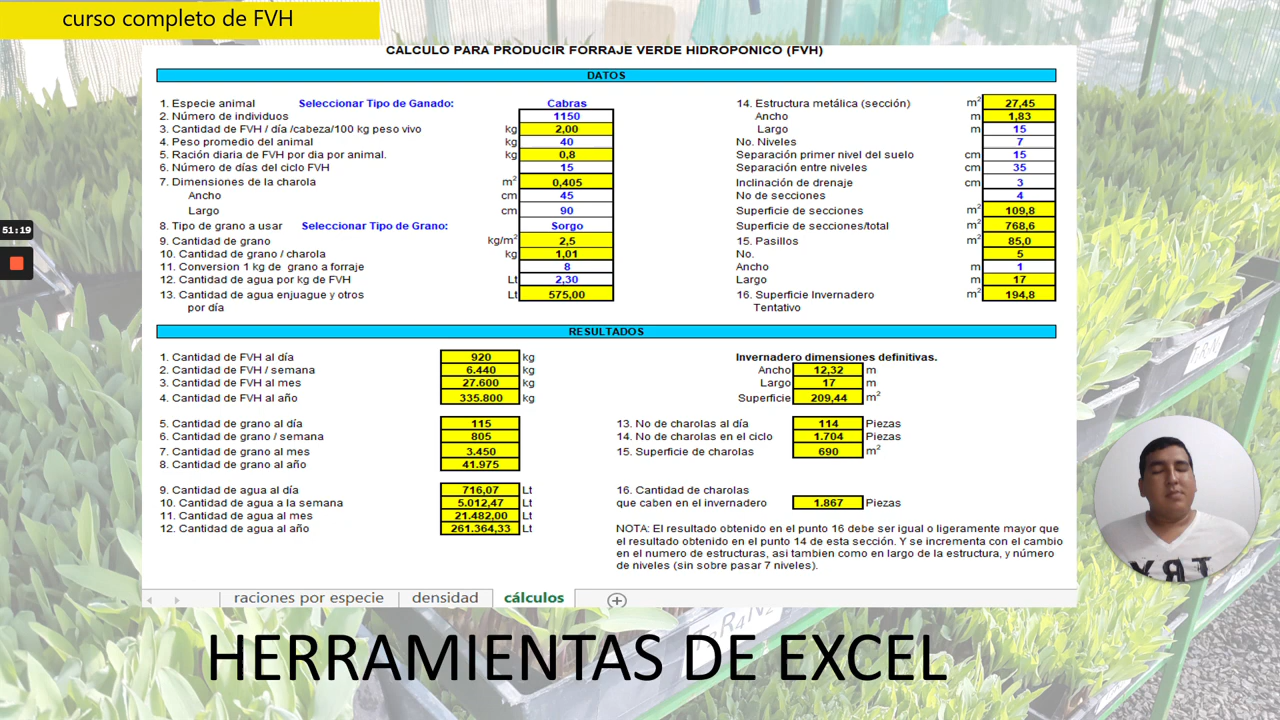 curso completo de FVH
CALCULO PARA PRODUCIR FORRAJE VERDE HIDROPONICO (FVH)
DATOS
1. Especie animal Seleccionar Tipo de Ganado: Cabras
2. Número de individuos 1150
3. Cantidad de FVH / día /cabeza/100 kg peso vivo kg 2,00
4. Peso promedio del animal kg 40
5. Ración diaria de FVH por dia por animal. kg 0,8
6. Número de días del ciclo FVH 15
7. Dimensiones de la charola m² 0,405
Ancho cm 45
Largo cm 90
8. Tipo de grano a usar Seleccionar Tipo de Grano: Sorgo
9. Cantidad de grano kg/m² 2,5
10. Cantidad de grano / charola kg 1,01
11. Conversion 1 kg de grano a forraje 8
12. Cantidad de agua por kg de FVH Lt 2,30
13. Cantidad de agua enjuague y otros Lt 575,00
por día
14. Estructura metálica (sección) m² 27,45
Ancho m 1,83
Largo m 15
No. Niveles 7
Separación primer nivel del suelo cm 15
Separación entre niveles cm 35
Inclinación de drenaje cm 3
No de secciones 4
Superficie de secciones m² 109,8
Superficie de secciones/total m² 768,6
15. Pasillos m² 85,0
No. 5
Ancho m 1
Largo m 17
16. Superficie Invernadero m² 194,8
Tentativo
RESULTADOS
1. Cantidad de FVH al día 920 kg
2. Cantidad de FVH / semana 6.440 kg
3. Cantidad de FVH al mes 27.600 kg
4. Cantidad de FVH al año 335.800 kg
5. Cantidad de grano al día 115
6. Cantidad de grano / semana 805
7. Cantidad de grano al mes 3.450
8. Cantidad de grano al año 41.975
9. Cantidad de agua al día 716,07 Lt
10. Cantidad de agua a la semana 5.012,47 Lt
11. Cantidad de agua al mes 21.482,00 Lt
12. Cantidad de agua al año 261.364,33 Lt
Invernadero dimensiones definitivas.
Ancho 12,32 m
Largo 17 m
Superficie 209,44 m²
13. No de charolas al día 114 Piezas
14. No de charolas en el ciclo 1.704 Piezas
15. Superficie de charolas 690 m²
16. Cantidad de charolas
que caben en el invernadero 1.867 Piezas
NOTA: El resultado obtenido en el punto 16 debe ser igual o ligeramente mayor que
el resultado obtenido en el punto 14 de esta sección. Y se incrementa con el cambio
en el numero de estructuras, asi tambien como en largo de la estructura, y número
de niveles (sin sobre pasar 7 niveles).
raciones por especie densidad cálculos
HERRAMIENTAS DE EXCEL
51:19